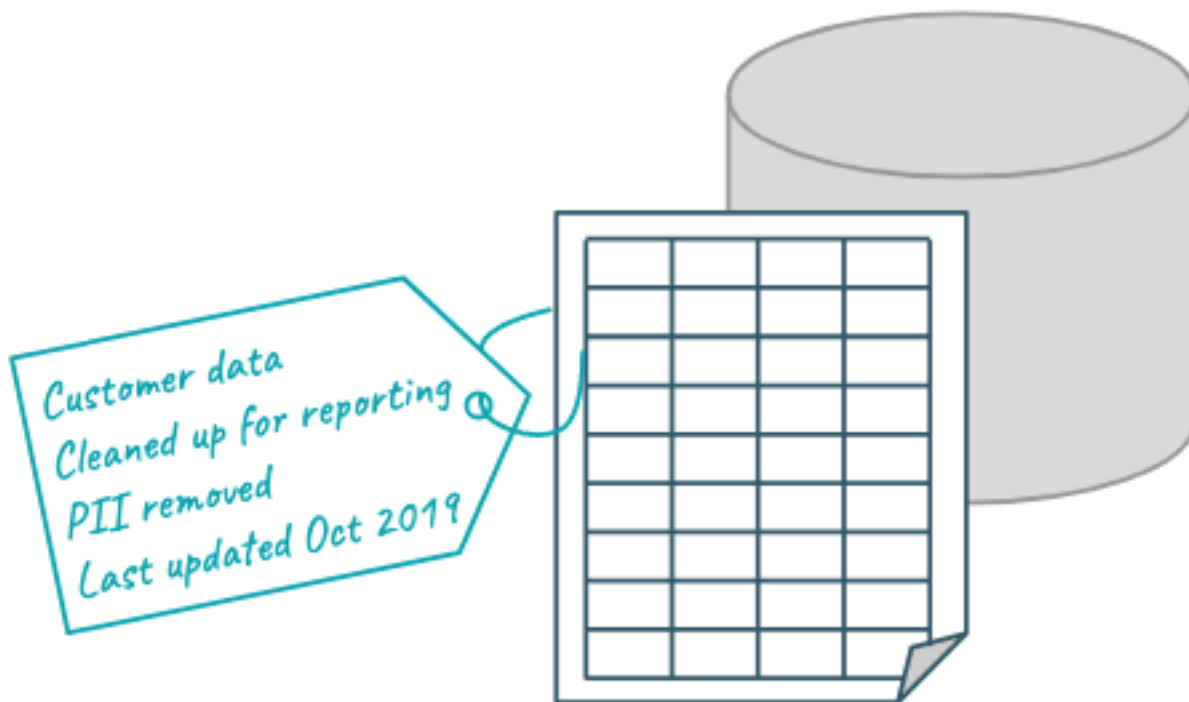 Customer data
Cleaned up for reporting
PII removed
Last updated Oct 2019